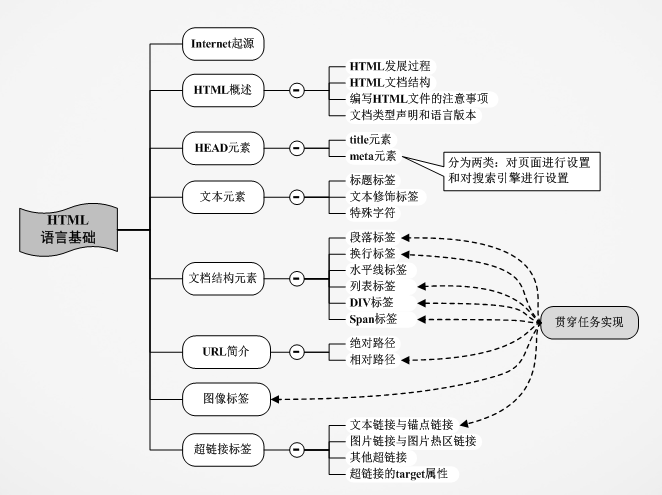 Internet起源
HTML概述
HTML发展过程
HTML文档结构
编写HTML文件的注意事项
文档类型声明和语言版本
HEAD元素
title元素
meta元素
分为两类：对页面进行设置
和对搜索引擎进行设置
文本元素
标题标签
文本修饰标签
特殊字符
HTML
语言基础
文档结构元素
段落标签
换行标签
水平线标签
列表标签
DIV标签
Span标签
贯穿任务实现
URL简介
绝对路径
相对路径
图像标签
超链接标签
文本链接与锚点链接
图片链接与图片热区链接
其他超链接
超链接的target属性